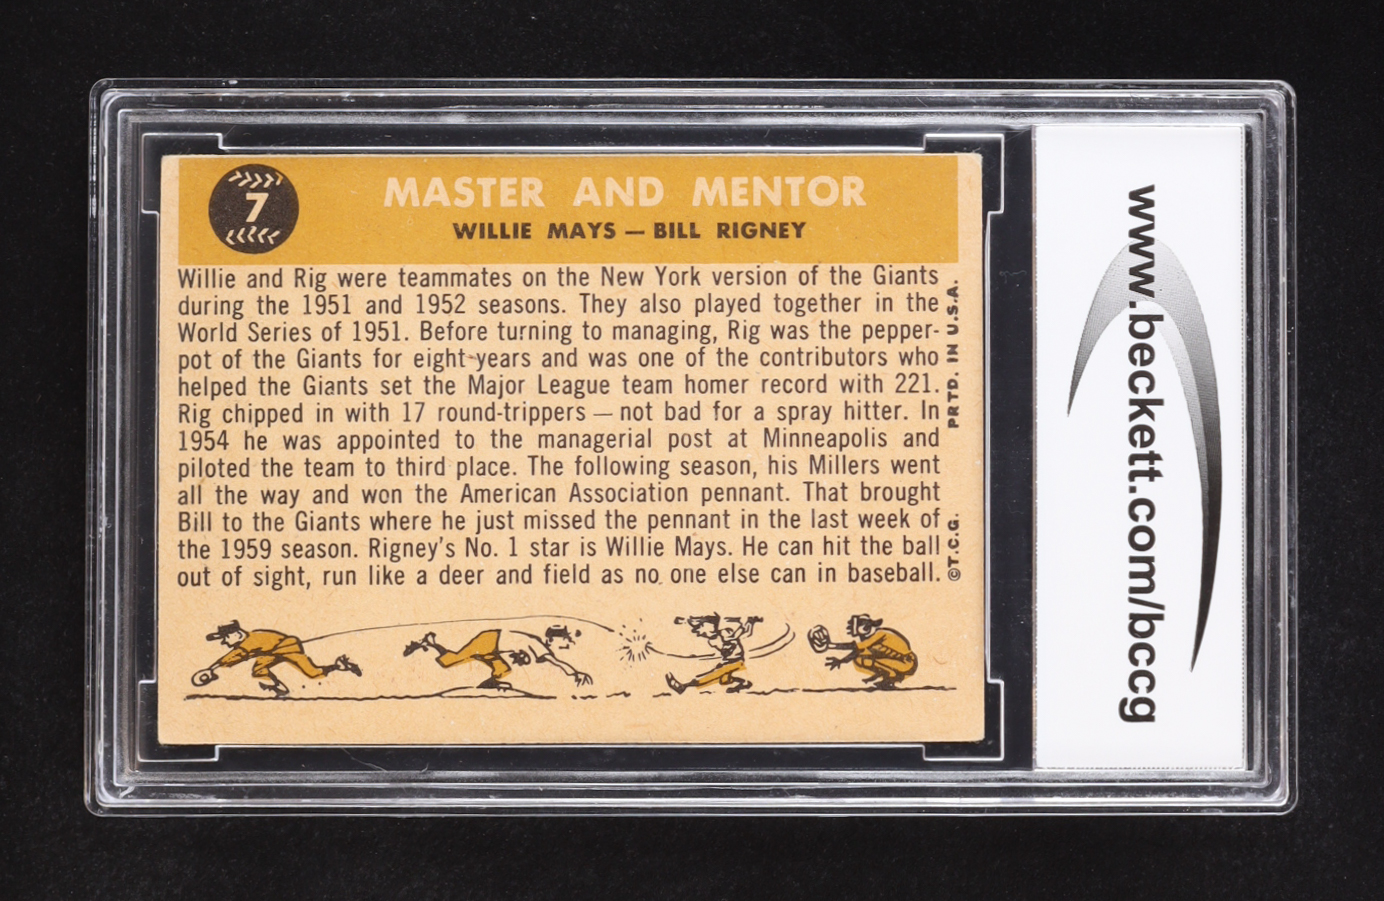 7
MASTER AND MENTOR
WILLIE MAYS — BILL RIGNEY
Willie and Rig were teammates on the New York version of the Giants
during the 1951 and 1952 seasons. They also played together in the
World Series of 1951. Before turning to managing, Rig was the pepper-
pot of the Giants for eight years and was one of the contributors who
helped the Giants set the Major League team homer record with 221.
Rig chipped in with 17 round-trippers — not bad for a spray hitter. In
1954 he was appointed to the managerial post at Minneapolis and
piloted the team to third place. The following season, his Millers went
all the way and won the American Association pennant. That brought
Bill to the Giants where he just missed the pennant in the last week of
the 1959 season. Rigney's No. 1 star is Willie Mays. He can hit the ball
out of sight, run like a deer and field as no one else can in baseball.
©T.C.G. PRTD. IN U.S.A.
www.beckett.com/bccg